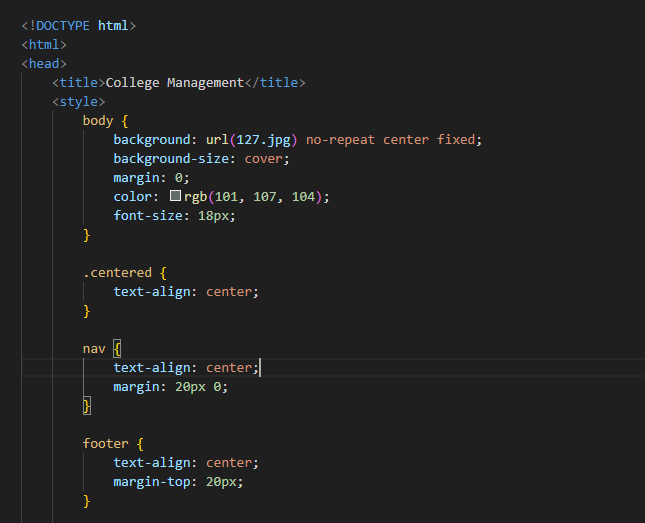 <!DOCTYPE html>
<html>
<head>
    <title>College Management</title>
    <style>
        body {
            background: url(127.jpg) no-repeat center fixed;
            background-size: cover;
            margin: 0;
            color: rgb(101, 107, 104);
            font-size: 18px;
        }

        .centered {
            text-align: center;
        }

        nav {
            text-align: center;
            margin: 20px 0;
        }

        footer {
            text-align: center;
            margin-top: 20px;
        }